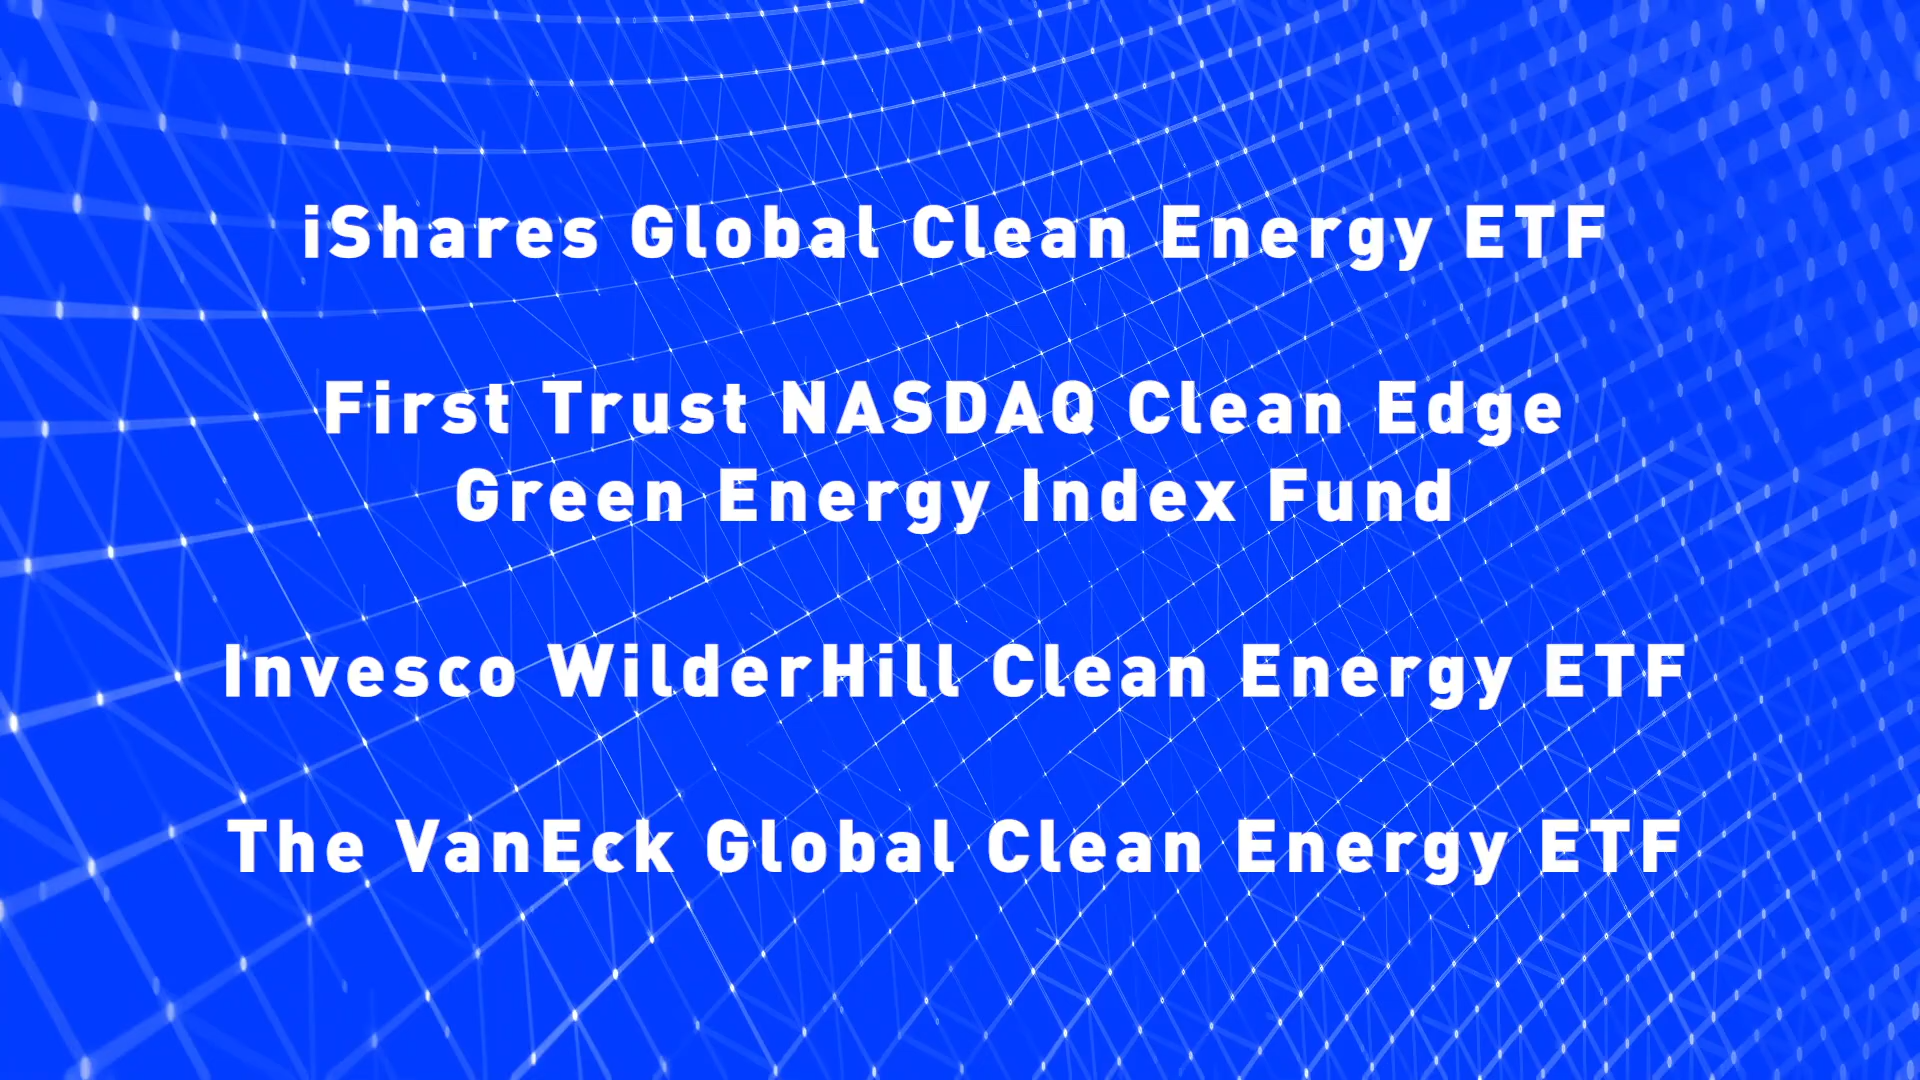 iShares Global Clean Energy ETF
First Trust NASDAQ Clean Edge
Green Energy Index Fund
Invesco WilderHill Clean Energy ETF
The VanEck Global Clean Energy ETF